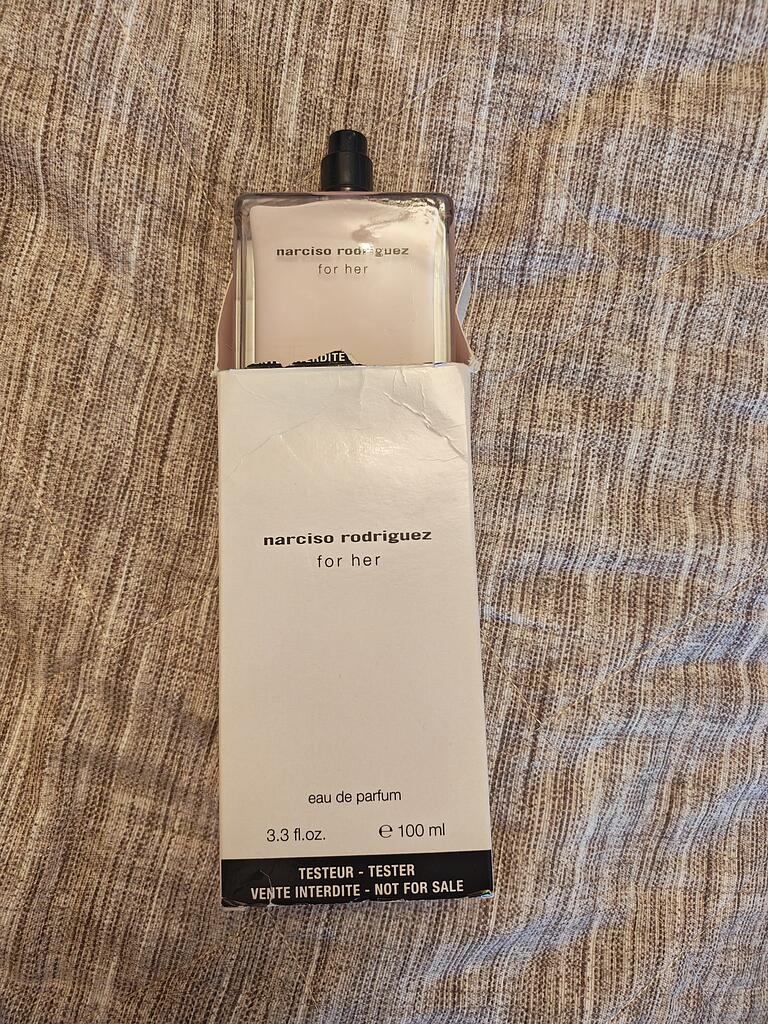 narciso rodriguez
for her
narciso rodriguez
for her
eau de parfum
3.3 fl.oz. ℮ 100 ml
TESTEUR - TESTER
VENTE INTERDITE - NOT FOR SALE